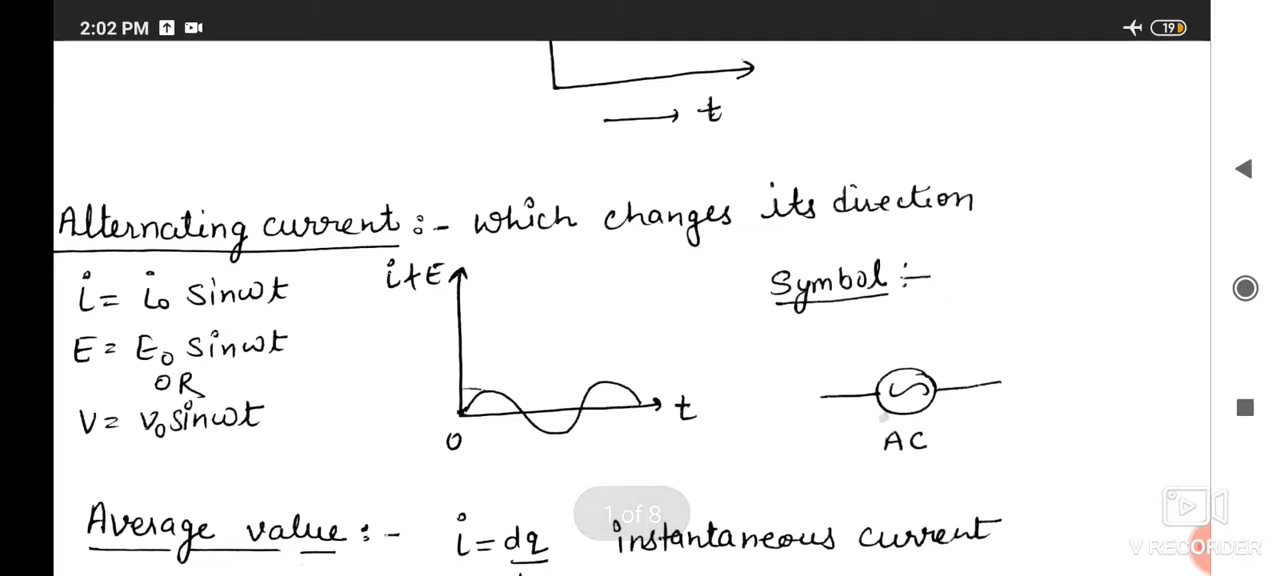 2:02 PM
19
t
Alternating current :- which changes its direction
i = i₀ sinωt
E = E₀ sinωt
OR
V = v₀ sinωt
i + E
t
0
Symbol :-
AC
1 of 8
Average value :- i = dq instantaneous current
V RECORDER